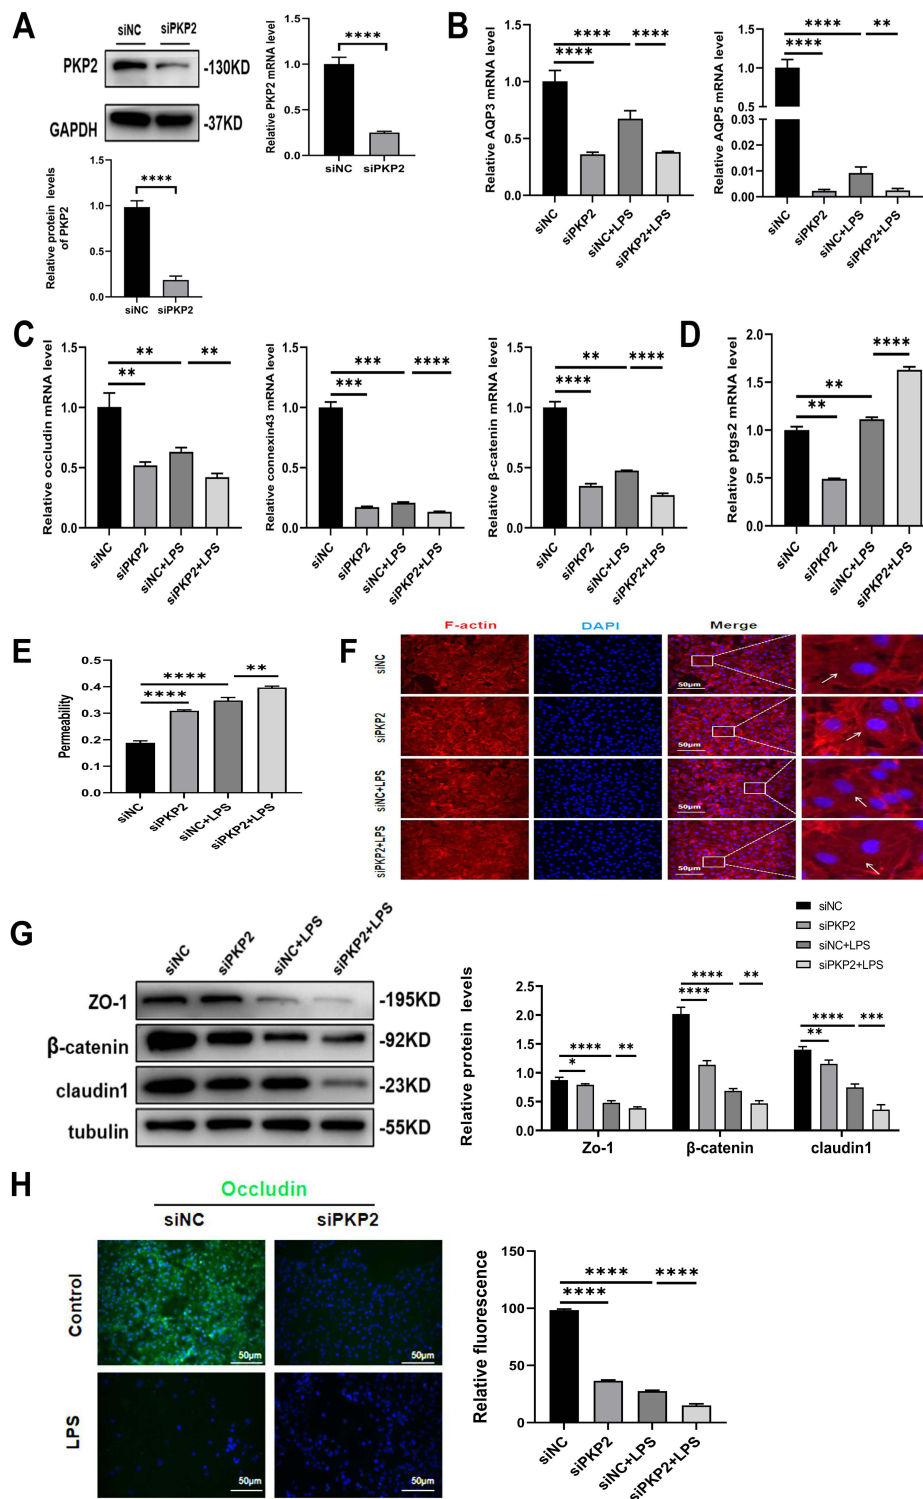 A
siNC siPKP2
PKP2
-130KD
GAPDH
-37KD
Relative PKP2 mRNA level
1.5
1.0
0.5
0.0
****
siNC siPKP2
Relative protein levels
of PKP2
1.5
1.0
0.5
0.0
****
siNC siPKP2
B
Relative AQP3 mRNA level
1.5
1.0
0.5
0.0
**** ****
****
siNC
siPKP2
siNC+LPS
siPKP2+LPS
Relative AQP5 mRNA level
1.5
1.0
0.5
0.03
0.02
0.01
0.00
**** **
****
siNC
siPKP2
siNC+LPS
siPKP2+LPS
C
Relative occludin mRNA level
1.5
1.0
0.5
0.0
** **
**
siNC
siPKP2
siNC+LPS
siPKP2+LPS
Relative connexin43 mRNA level
1.5
1.0
0.5
0.0
*** ****
***
siNC
siPKP2
siNC+LPS
siPKP2+LPS
Relative β-catenin mRNA level
1.5
1.0
0.5
0.0
** ****
****
siNC
siPKP2
siNC+LPS
siPKP2+LPS
D
Relative ptgs2 mRNA level
2.0
1.5
1.0
0.5
0.0
****
**
**
siNC
siPKP2
siNC+LPS
siPKP2+LPS
E
Permeability
0.5
0.4
0.3
0.2
0.1
0.0
**** **
****
siNC
siPKP2
siNC+LPS
siPKP2+LPS
F
F-actin DAPI Merge
siNC
50μm
siPKP2
50μm
siNC+LPS
50μm
siPKP2+LPS
50μm
G
siNC
siPKP2
siNC+LPS
siPKP2+LPS
ZO-1 -195KD
β-catenin -92KD
claudin1 -23KD
tubulin -55KD
siNC
siPKP2
siNC+LPS
siPKP2+LPS
Relative protein levels
2.5
2.0
1.5
1.0
0.5
0.0
**** **
*
**** **
****
**** ***
**
Zo-1 β-catenin claudin1
H
Occludin
siNC siPKP2
Control
50μm 50μm
LPS
50μm 50μm
Relative fluorescence
150
100
50
0
**** ****
****
siNC
siPKP2
siNC+LPS
siPKP2+LPS